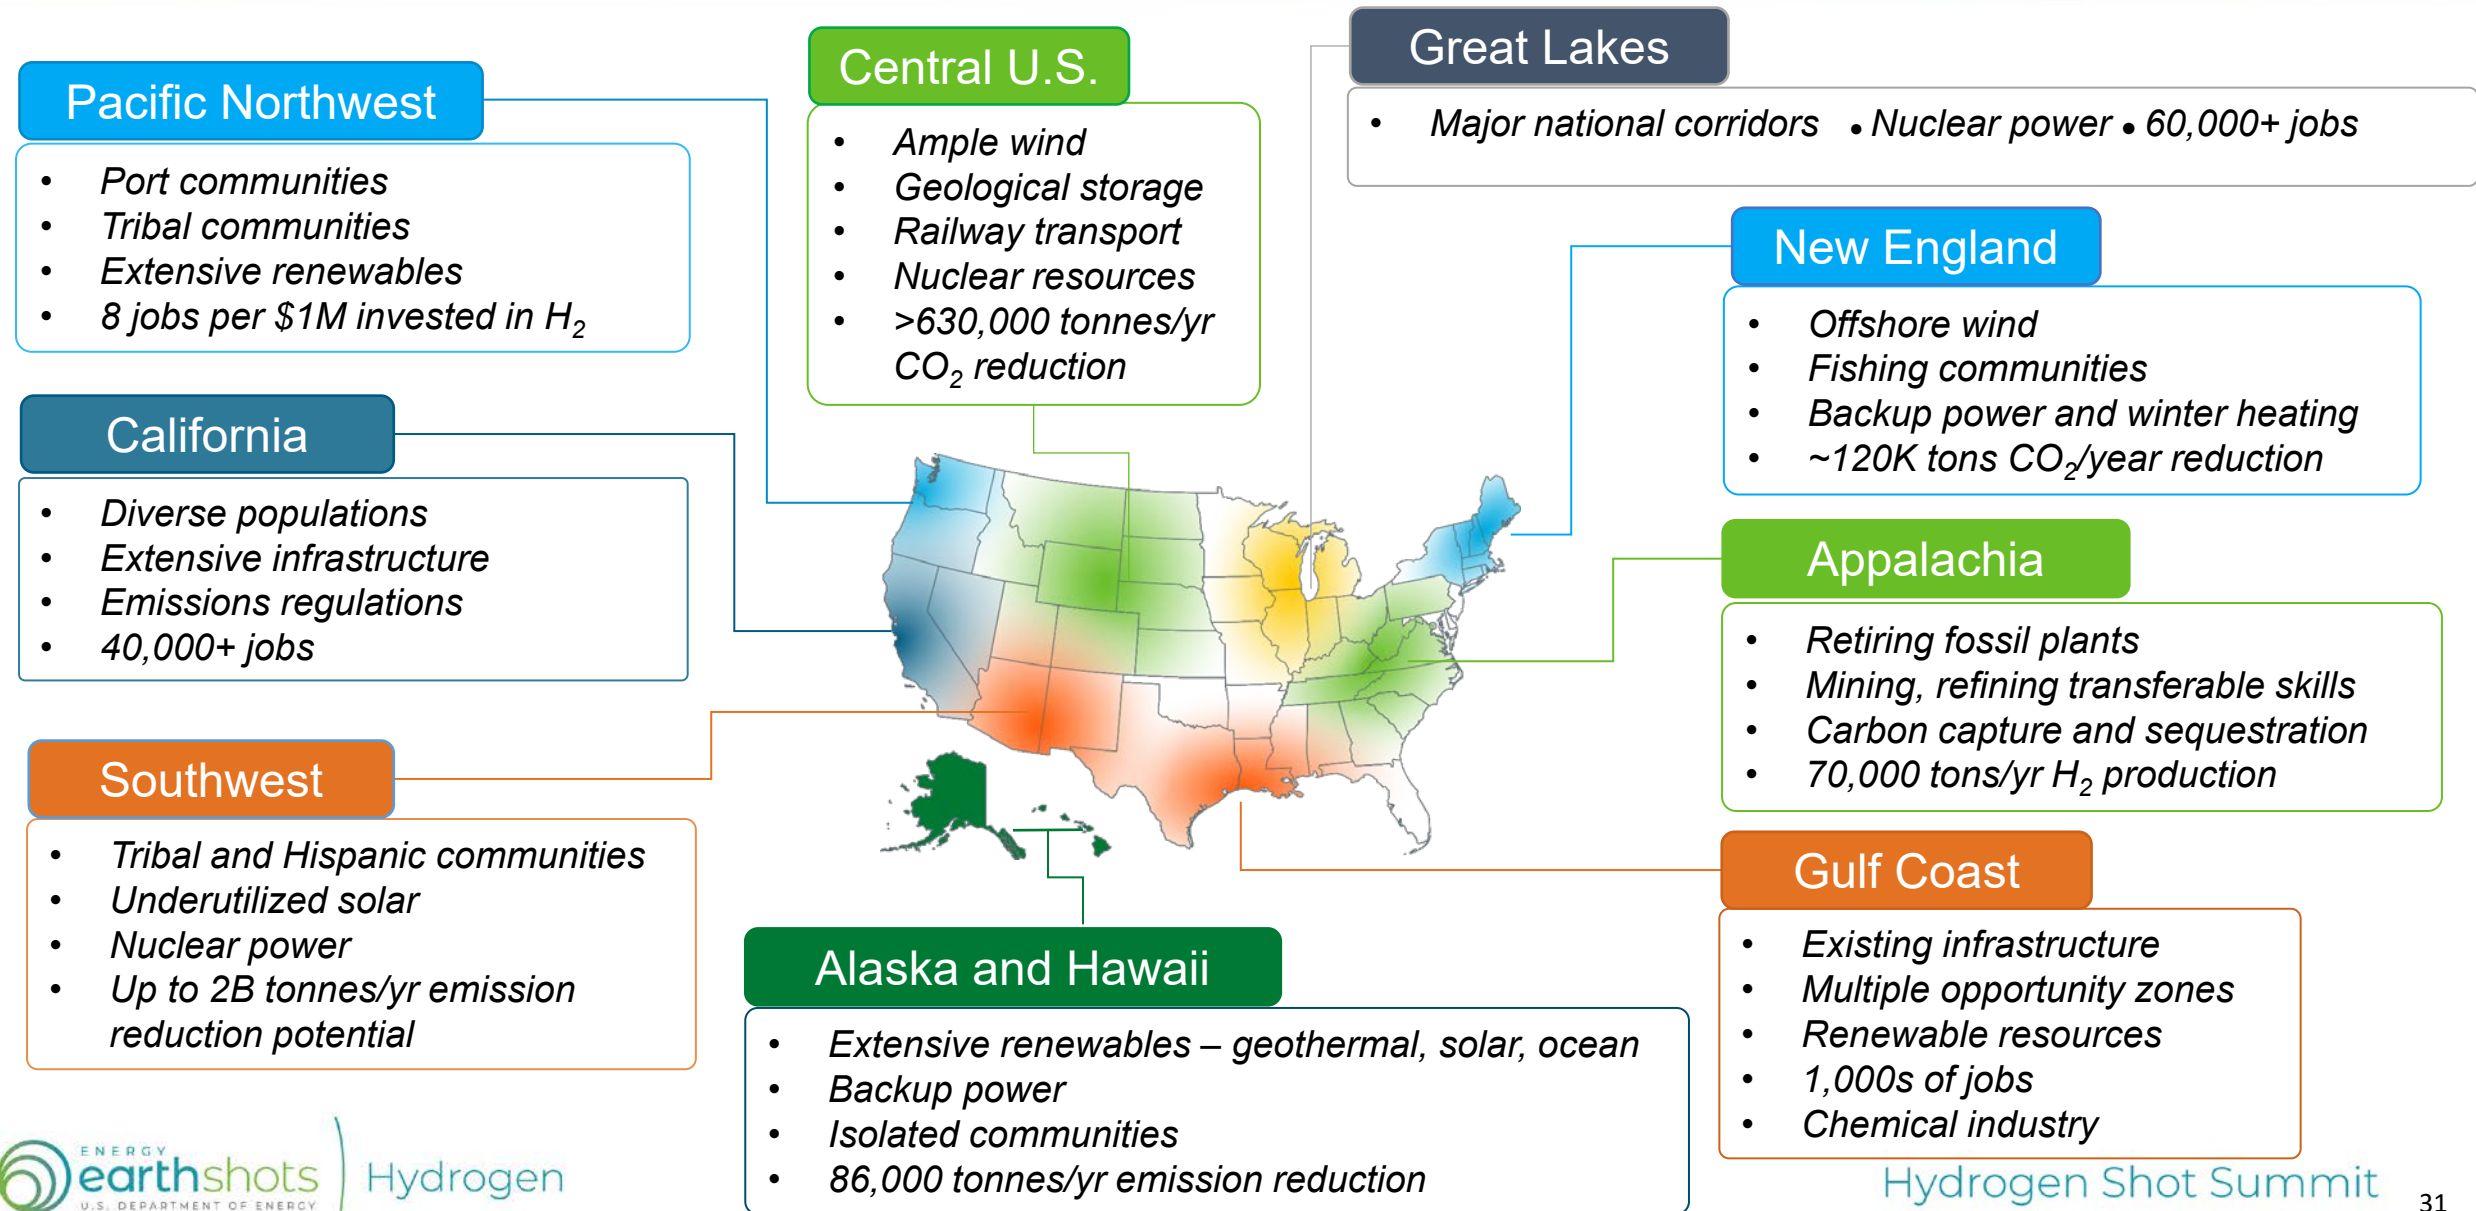 Pacific Northwest
• Port communities
• Tribal communities
• Extensive renewables
• 8 jobs per $1M invested in H₂
California
• Diverse populations
• Extensive infrastructure
• Emissions regulations
• 40,000+ jobs
Southwest
• Tribal and Hispanic communities
• Underutilized solar
• Nuclear power
• Up to 2B tonnes/yr emission
reduction potential
Central U.S.
• Ample wind
• Geological storage
• Railway transport
• Nuclear resources
• >630,000 tonnes/yr
CO₂ reduction
Great Lakes
• Major national corridors • Nuclear power • 60,000+ jobs
New England
• Offshore wind
• Fishing communities
• Backup power and winter heating
• ~120K tons CO₂/year reduction
Appalachia
• Retiring fossil plants
• Mining, refining transferable skills
• Carbon capture and sequestration
• 70,000 tons/yr H₂ production
Gulf Coast
• Existing infrastructure
• Multiple opportunity zones
• Renewable resources
• 1,000s of jobs
• Chemical industry
Alaska and Hawaii
• Extensive renewables – geothermal, solar, ocean
• Backup power
• Isolated communities
• 86,000 tonnes/yr emission reduction
ENERGY
earthshots
U.S. DEPARTMENT OF ENERGY
Hydrogen
Hydrogen Shot Summit
31